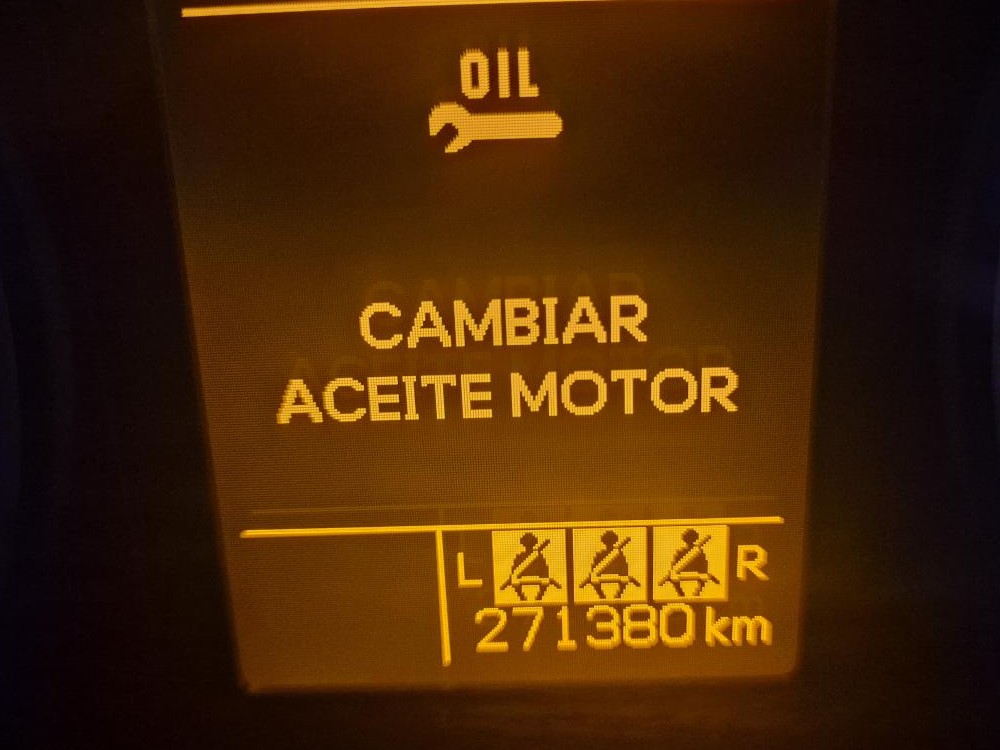 OIL
CAMBIAR
ACEITE MOTOR
L R
271380 km